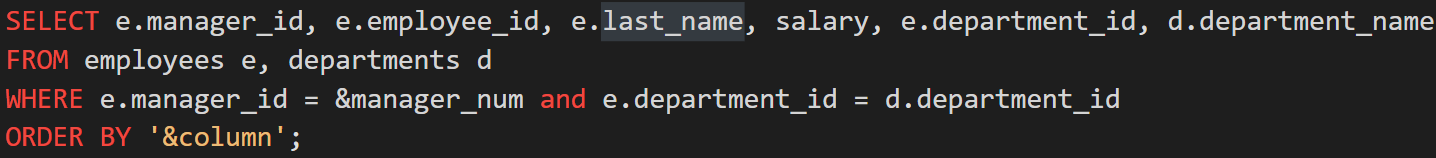 SELECT e.manager_id, e.employee_id, e.last_name, salary, e.department_id, d.department_name
FROM employees e, departments d
WHERE e.manager_id = &manager_num and e.department_id = d.department_id
ORDER BY '&column';